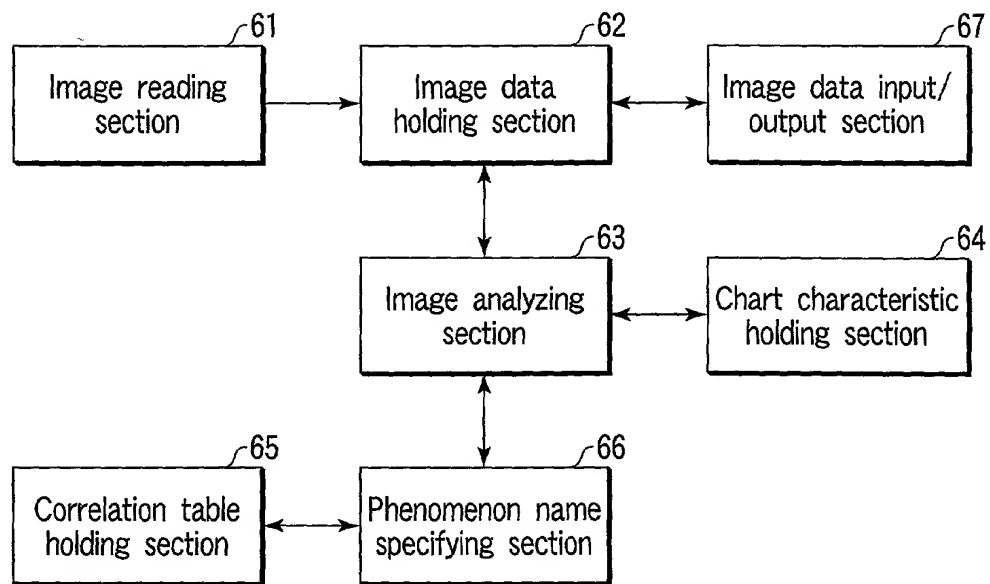 61
Image reading
section
62
Image data
holding section
67
Image data input/
output section
63
Image analyzing
section
64
Chart characteristic
holding section
65
Correlation table
holding section
66
Phenomenon name
specifying section